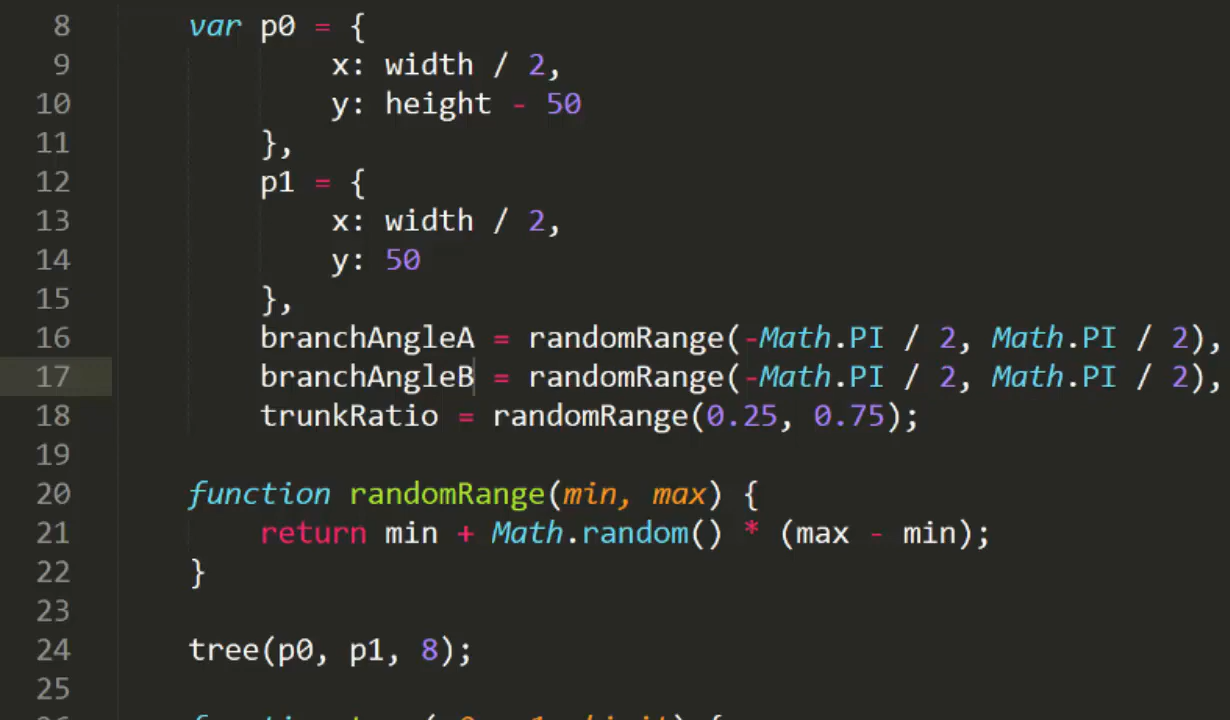 8 var p0 = {
9 x: width / 2,
10 y: height - 50
11 },
12 p1 = {
13 x: width / 2,
14 y: 50
15 },
16 branchAngleA = randomRange(-Math.PI / 2, Math.PI / 2),
17 branchAngleB = randomRange(-Math.PI / 2, Math.PI / 2),
18 trunkRatio = randomRange(0.25, 0.75);
19
20 function randomRange(min, max) {
21 return min + Math.random() * (max - min);
22 }
23
24 tree(p0, p1, 8);
25